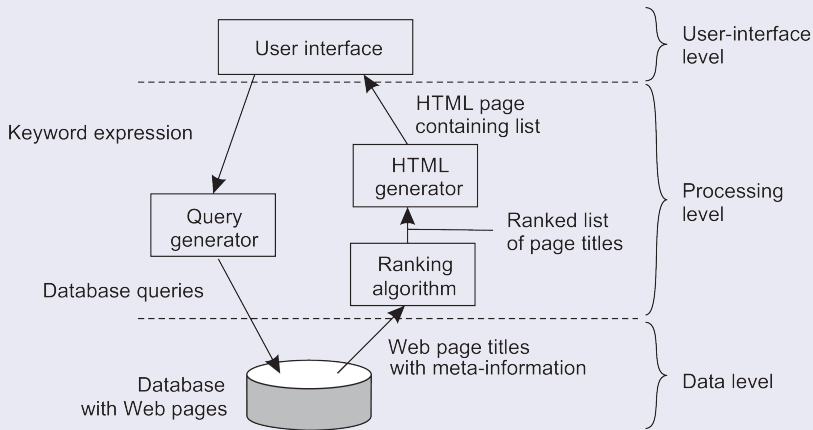 User interface
User-interface
level
HTML page
containing list
Keyword expression
HTML
generator
Processing
level
Query
generator
Ranked list
of page titles
Ranking
algorithm
Database queries
Web page titles
with meta-information
Database
with Web pages
Data level